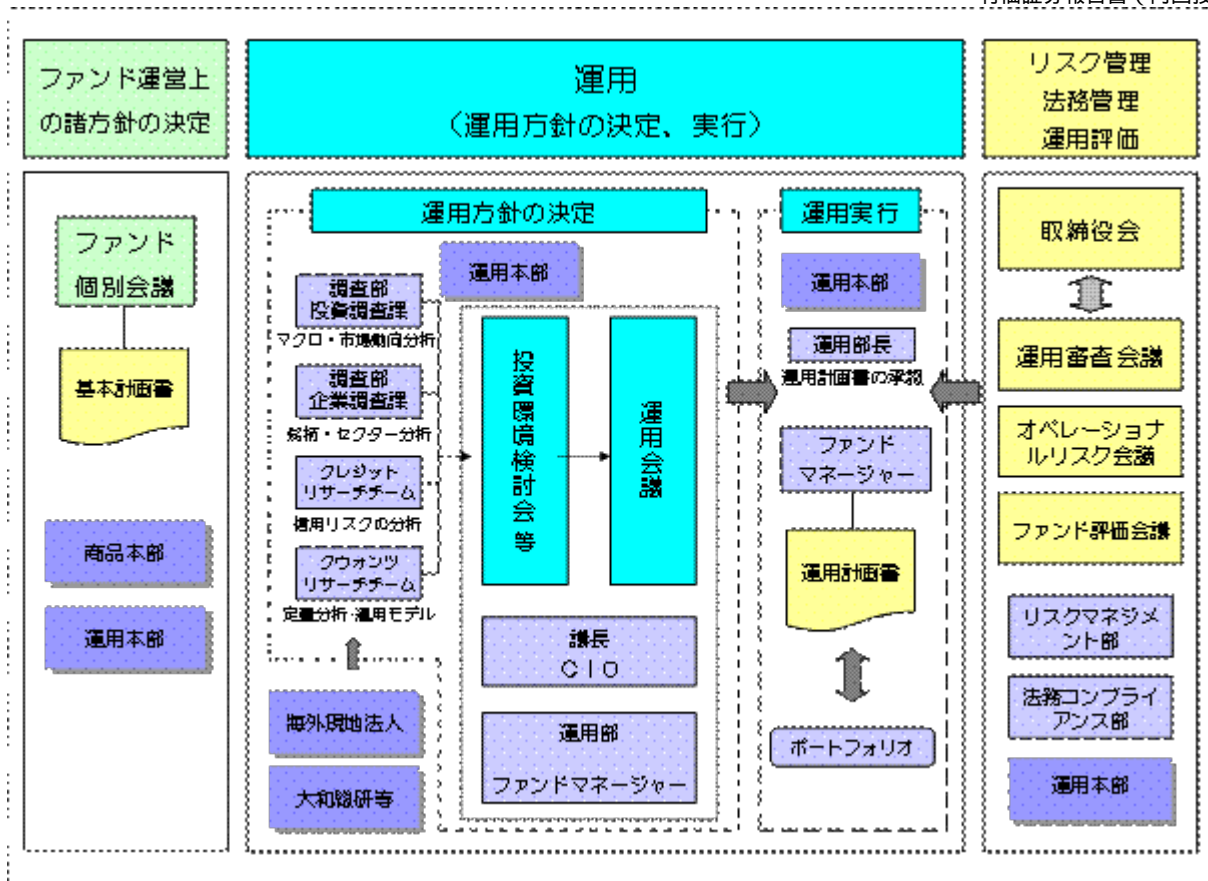 ファンド運営上
の諸方針の決定
運用
（運用方針の決定、実行）
リスク管理
法務管理
運用評価
ファンド
個別会議
基本計画書
商品本部
運用本部
運用方針の決定
運用本部
調査部
投資調査課
マクロ・市場動向分析
調査部
企業調査課
銘柄・セクター分析
クレジット
リサーチチーム
信用リスクの分析
クウォンツ
リサーチチーム
定量分析・運用モデル
海外現地法人
大和総研等
投資環境検討会等
運用会議
議長
ＣＩＯ
運用部
ファンドマネージャー
運用実行
運用本部
運用部長
運用計画書の承認
ファンド
マネージャー
運用計画書
ポートフォリオ
取締役会
運用審査会議
オペレーショナ
ルリスク会議
ファンド評価会議
リスクマネジメ
ント部
法務コンプライ
アンス部
運用本部